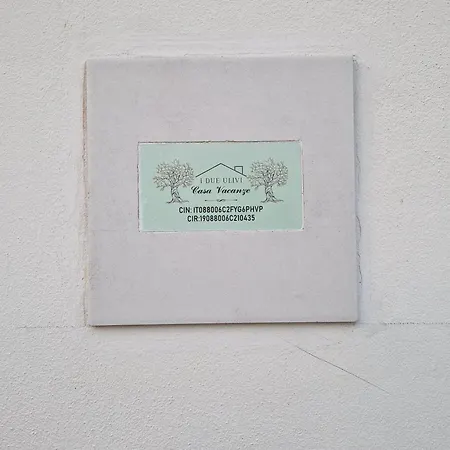 I DUE ULIVI
Casa Vacanze
CIN: IT088006C2FYG6PHVP
CIR:19088006C210435